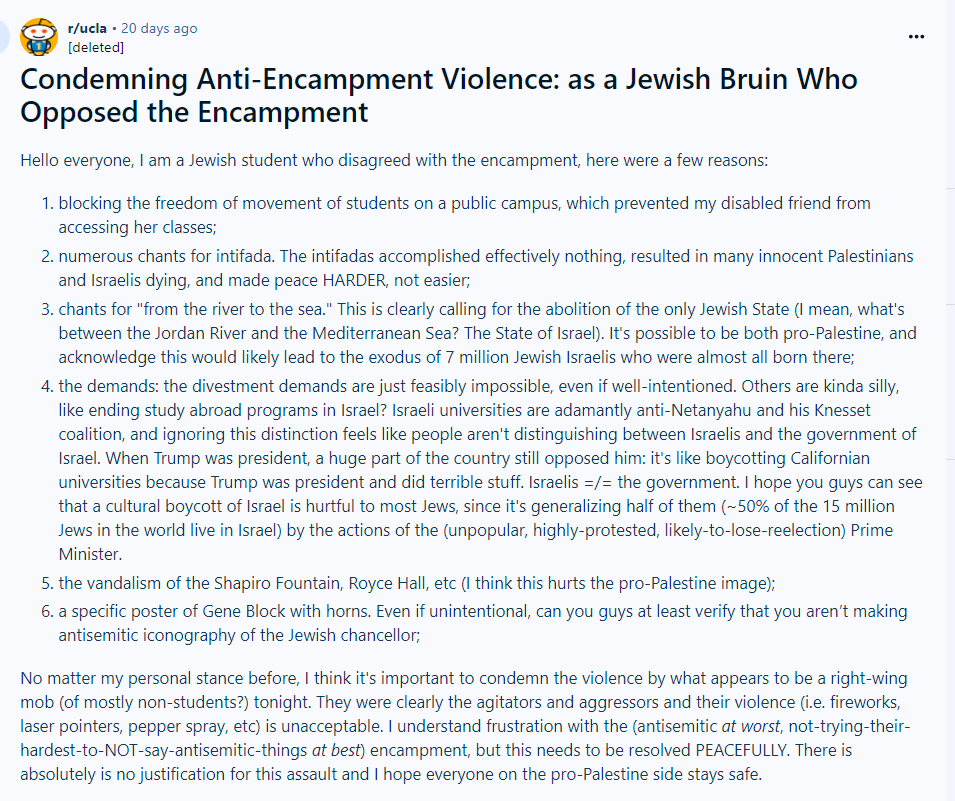 r/ucla • 20 days ago
[deleted]
Condemning Anti-Encampment Violence: as a Jewish Bruin Who
Opposed the Encampment
Hello everyone, I am a Jewish student who disagreed with the encampment, here were a few reasons:
1. blocking the freedom of movement of students on a public campus, which prevented my disabled friend from
accessing her classes;
2. numerous chants for intifada. The intifadas accomplished effectively nothing, resulted in many innocent Palestinians
and Israelis dying, and made peace HARDER, not easier;
3. chants for "from the river to the sea." This is clearly calling for the abolition of the only Jewish State (I mean, what's
between the Jordan River and the Mediterranean Sea? The State of Israel). It's possible to be both pro-Palestine, and
acknowledge this would likely lead to the exodus of 7 million Jewish Israelis who were almost all born there;
4. the demands: the divestment demands are just feasibly impossible, even if well-intentioned. Others are kinda silly,
like ending study abroad programs in Israel? Israeli universities are adamantly anti-Netanyahu and his Knesset
coalition, and ignoring this distinction feels like people aren't distinguishing between Israelis and the government of
Israel. When Trump was president, a huge part of the country still opposed him: it's like boycotting Californian
universities because Trump was president and did terrible stuff. Israelis =/= the government. I hope you guys can see
that a cultural boycott of Israel is hurtful to most Jews, since it's generalizing half of them (~50% of the 15 million
Jews in the world live in Israel) by the actions of the (unpopular, highly-protested, likely-to-lose-reelection) Prime
Minister.
5. the vandalism of the Shapiro Fountain, Royce Hall, etc (I think this hurts the pro-Palestine image);
6. a specific poster of Gene Block with horns. Even if unintentional, can you guys at least verify that you aren’t making
antisemitic iconography of the Jewish chancellor;
No matter my personal stance before, I think it's important to condemn the violence by what appears to be a right-wing
mob (of mostly non-students?) tonight. They were clearly the agitators and aggressors and their violence (i.e. fireworks,
laser pointers, pepper spray, etc) is unacceptable. I understand frustration with the (antisemitic at worst, not-trying-their-
hardest-to-NOT-say-antisemitic-things at best) encampment, but this needs to be resolved PEACEFULLY. There is
absolutely is no justification for this assault and I hope everyone on the pro-Palestine side stays safe.